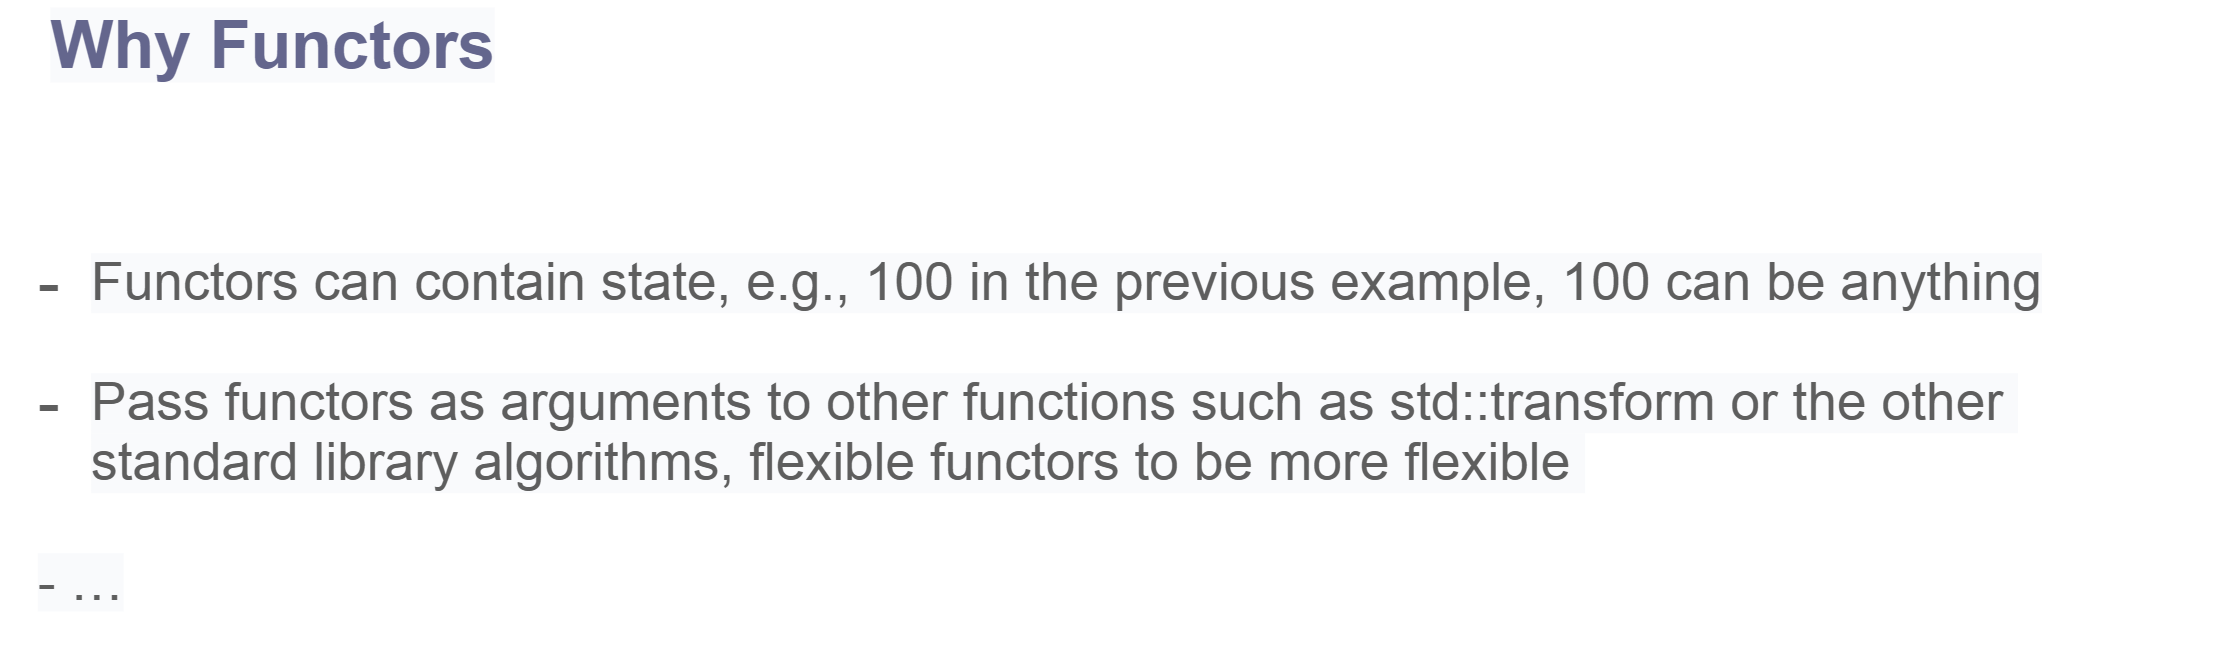 Why Functors
- Functors can contain state, e.g., 100 in the previous example, 100 can be anything
- Pass functors as arguments to other functions such as std::transform or the other
standard library algorithms, flexible functors to be more flexible
- …